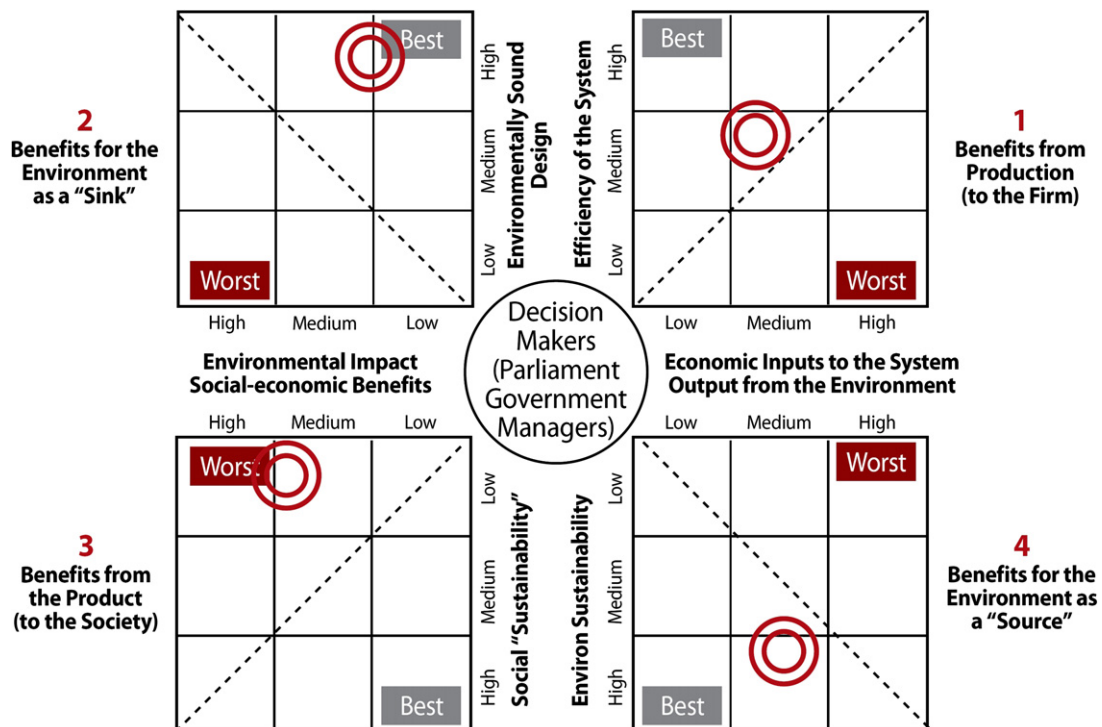 2
Benefits for the
Environment
as a “Sink”
Best
Worst
High
Medium
Low
High
Medium
Low
Environmentally Sound
Design
Environmental Impact
Social-economic Benefits
Efficiency of the System
High
Medium
Low
Best
Worst
Low
Medium
High
1
Benefits from
Production
(to the Firm)
Economic Inputs to the System
Output from the Environment
Decision
Makers
(Parliament
Government
Managers)
3
Benefits from
the Product
(to the Society)
High
Medium
Low
Worst
Best
Low
Medium
High
Social “Sustainability”
Environ Sustainability
Low
Medium
High
Low
Medium
High
Worst
Best
4
Benefits for the
Environment as
a “Source”